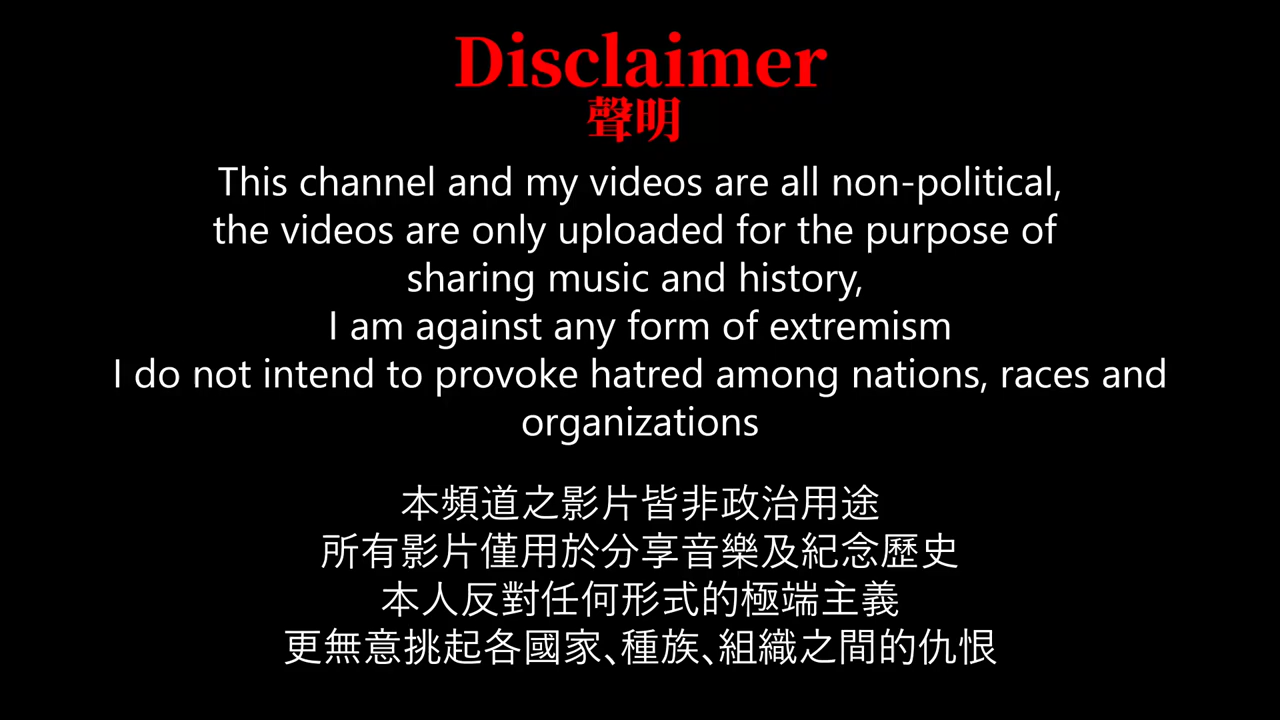 Disclaimer
聲明
This channel and my videos are all non-political,
the videos are only uploaded for the purpose of
sharing music and history,
I am against any form of extremism
I do not intend to provoke hatred among nations, races and
organizations
本頻道之影片皆非政治用途
所有影片僅用於分享音樂及紀念歷史
本人反對任何形式的極端主義
更無意挑起各國家、種族、組織之間的仇恨